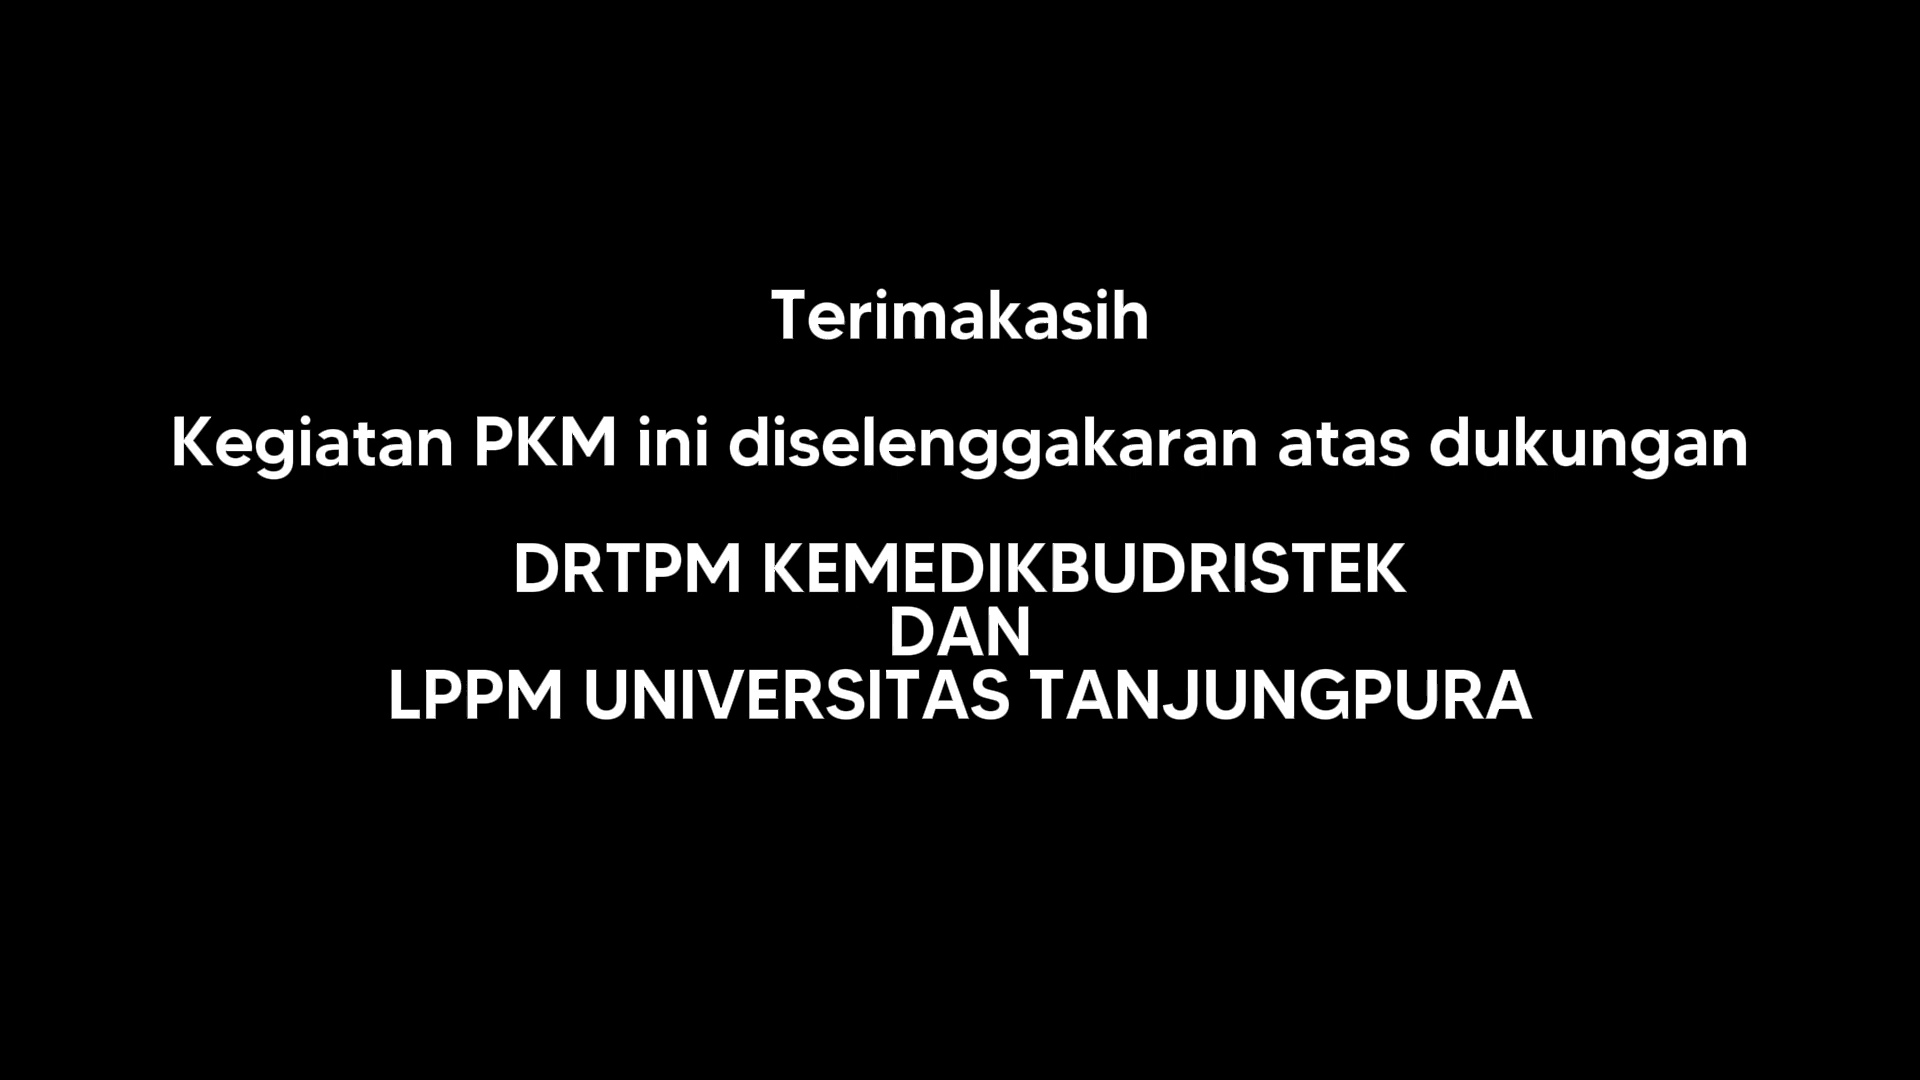 Terimakasih
Kegiatan PKM ini diselenggakaran atas dukungan
DRTPM KEMEDIKBUDRISTEK
DAN
LPPM UNIVERSITAS TANJUNGPURA